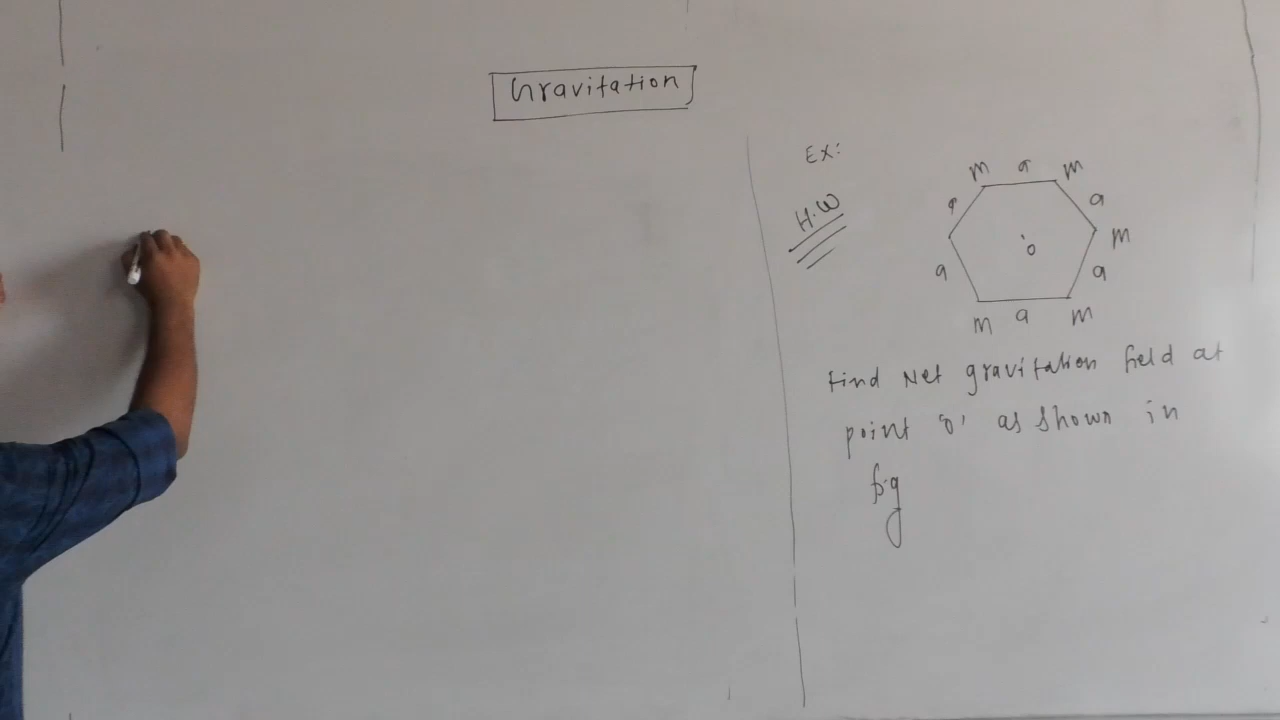 Gravitation
Ex:
H.W
m a m
a a
m
a a
o
m a m
Find Net gravitation field at
point 'o' as shown in
fig